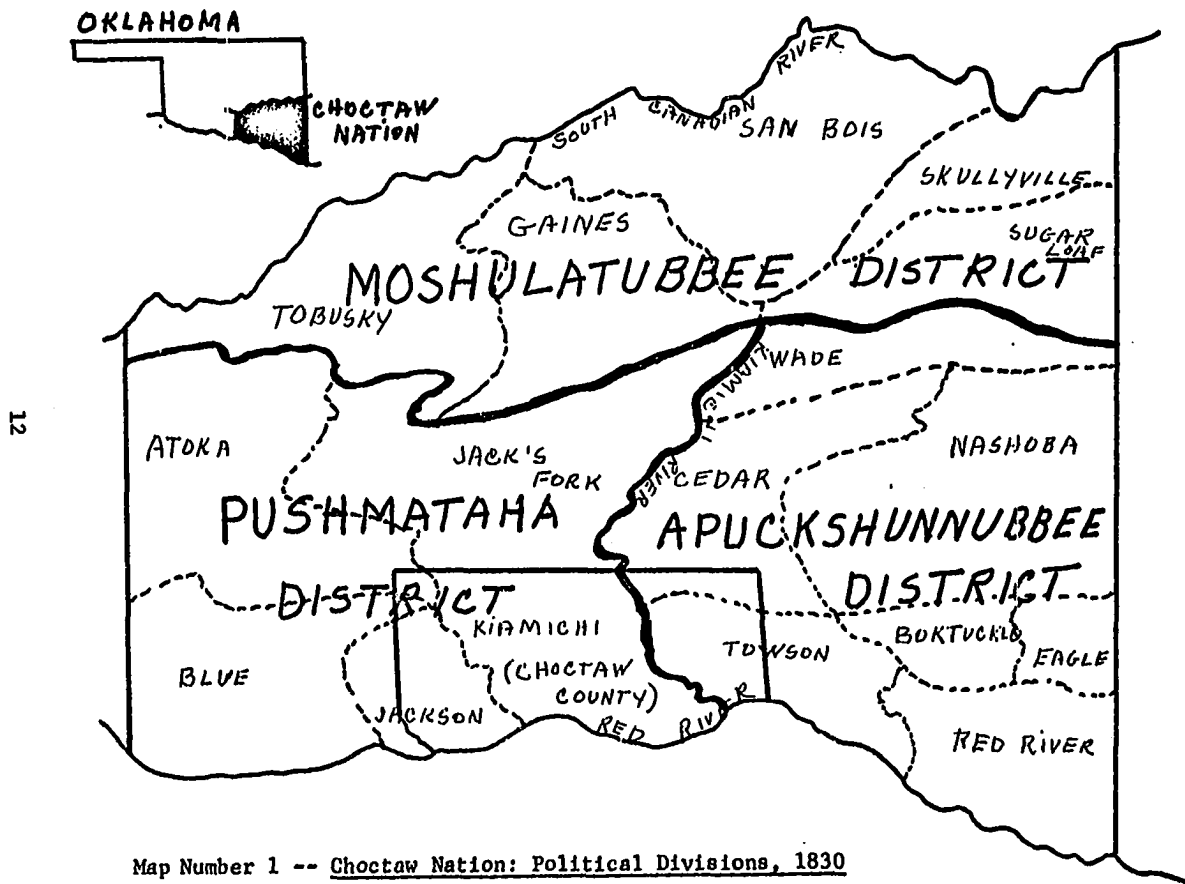 OKLAHOMA
CHOCTAW
NATION
SOUTH CANADIAN RIVER
SAN BOIS
SKULLYVILLE
GAINES
SUGAR
LOAF
MOSHULATUBBEE DISTRICT
TOBUSKY
WADE
KIAMICHI RIVER
ATOKA
JACK'S
FORK
NASHOBA
CEDAR
12
PUSHMATAHA
DISTRICT
APUCKSHUNNUBBEE
DISTRICT
KIAMICHI
(CHOCTAW
COUNTY)
TOWSON
BOKTUCKLO
EAGLE
BLUE
JACKSON
RED RIVER
RED RIVER
Map Number 1 -- Choctaw Nation: Political Divisions, 1830